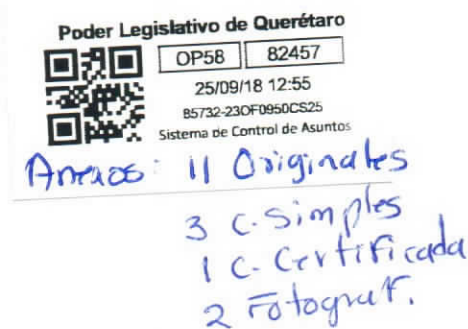 Poder Legislativo de Querétaro
OP58 82457
25/09/18 12:55
85732-23DF0950CS25
Sistema de Control de Asuntos
Anexos: 11 Originales
3 c. simples
1 c. Certificada
2 Fotograf.